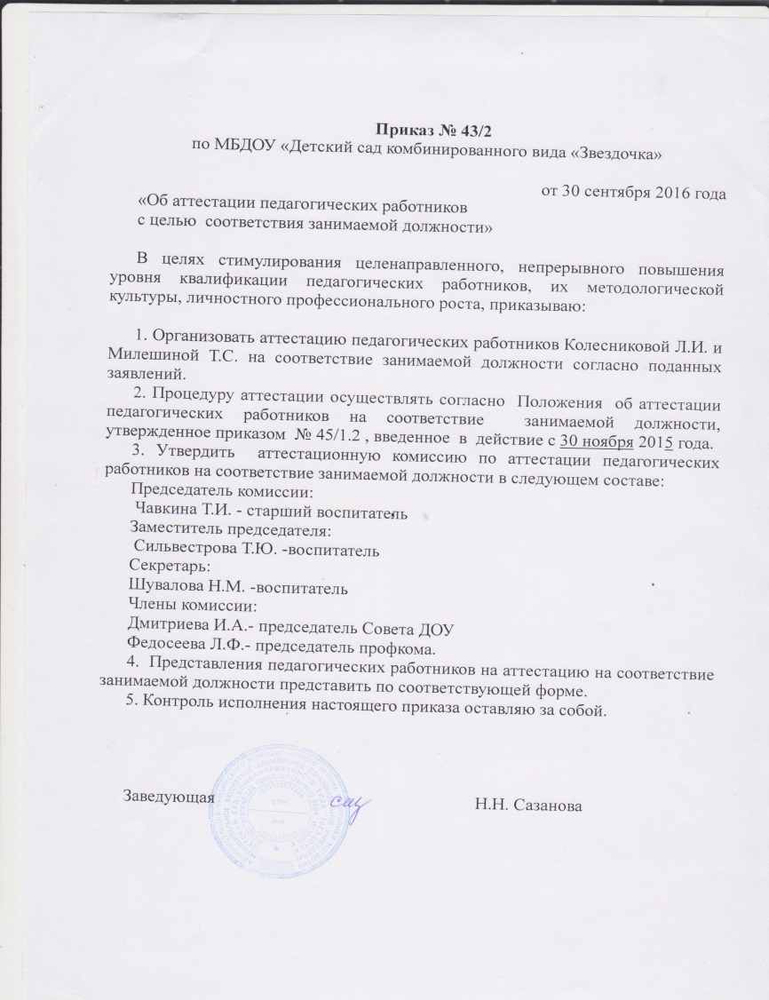 Приказ № 43/2
по МБДОУ «Детский сад комбинированного вида «Звездочка»
от 30 сентября 2016 года
«Об аттестации педагогических работников
с целью соответствия занимаемой должности»
В целях стимулирования целенаправленного, непрерывного повышения
уровня квалификации педагогических работников, их методологической
культуры, личностного профессионального роста, приказываю:
1. Организовать аттестацию педагогических работников Колесниковой Л.И. и
Милешиной Т.С. на соответствие занимаемой должности согласно поданных
заявлений.
2. Процедуру аттестации осуществлять согласно Положения об аттестации
педагогических работников на соответствие занимаемой должности,
утвержденное приказом № 45/1.2 , введенное в действие с 30 ноября 2015 года.
3. Утвердить аттестационную комиссию по аттестации педагогических
работников на соответствие занимаемой должности в следующем составе:
Председатель комиссии:
Чавкина Т.И. - старший воспитатель
Заместитель председателя:
Сильвестрова Т.Ю. -воспитатель
Секретарь:
Шувалова Н.М. -воспитатель
Члены комиссии:
Дмитриева И.А.- председатель Совета ДОУ
Федосеева Л.Ф.- председатель профкома.
4. Представления педагогических работников на аттестацию на соответствие
занимаемой должности представить по соответствующей форме.
5. Контроль исполнения настоящего приказа оставляю за собой.
Заведующая
Н.Н. Сазанова